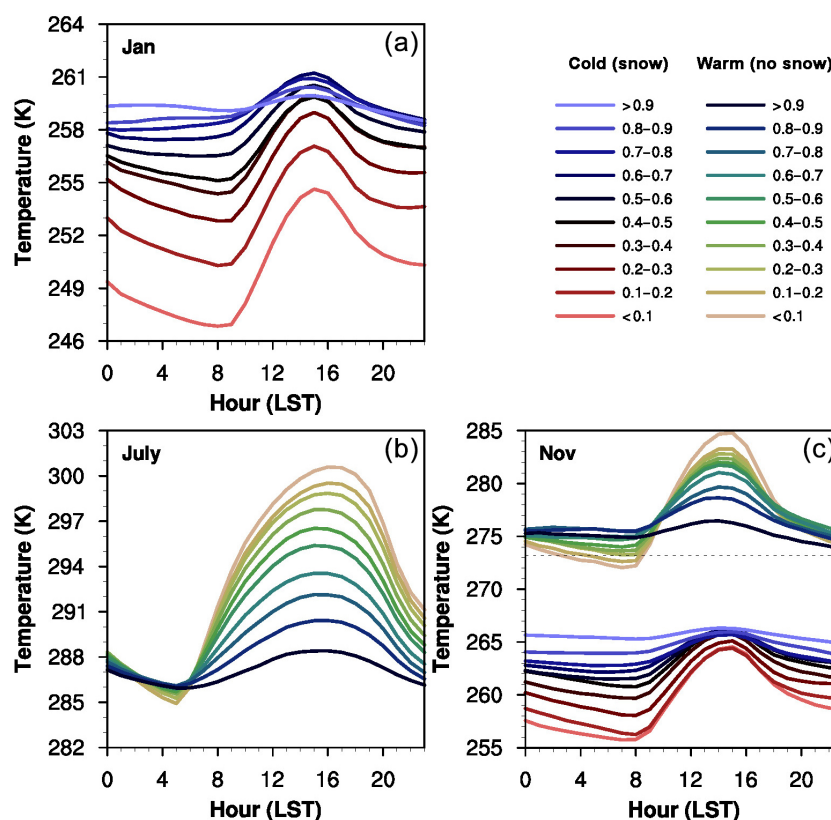 264
261
258
255
252
249
246
Temperature (K)
Jan
(a)
0 4 8 12 16 20
Hour (LST)
Cold (snow) Warm (no snow)
>0.9 >0.9
0.8–0.9 0.8–0.9
0.7–0.8 0.7–0.8
0.6–0.7 0.6–0.7
0.5–0.6 0.5–0.6
0.4–0.5 0.4–0.5
0.3–0.4 0.3–0.4
0.2–0.3 0.2–0.3
0.1–0.2 0.1–0.2
<0.1 <0.1
303
300
297
294
291
288
285
282
Temperature (K)
July
(b)
0 4 8 12 16 20
Hour (LST)
285
280
275
270
265
260
255
Temperature (K)
Nov
(c)
0 4 8 12 16 20
Hour (LST)